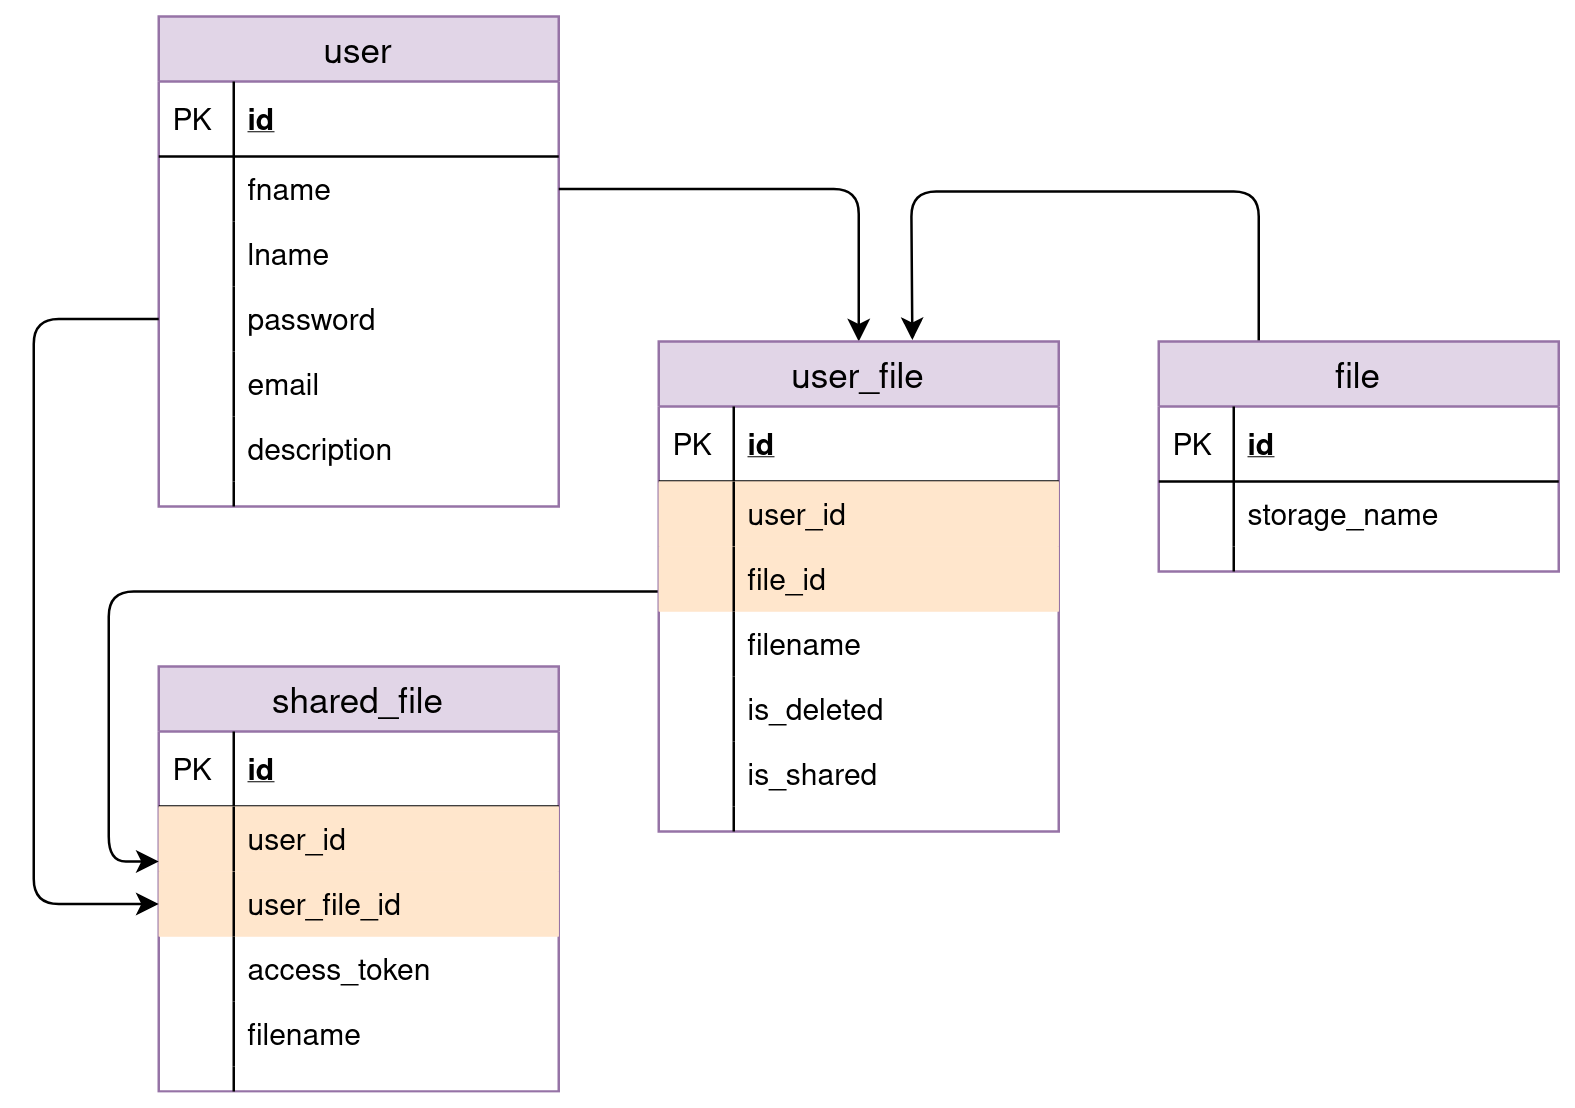 user
PK id
fname
lname
password
email
description
user_file
PK id
user_id
file_id
filename
is_deleted
is_shared
file
PK id
storage_name
shared_file
PK id
user_id
user_file_id
access_token
filename